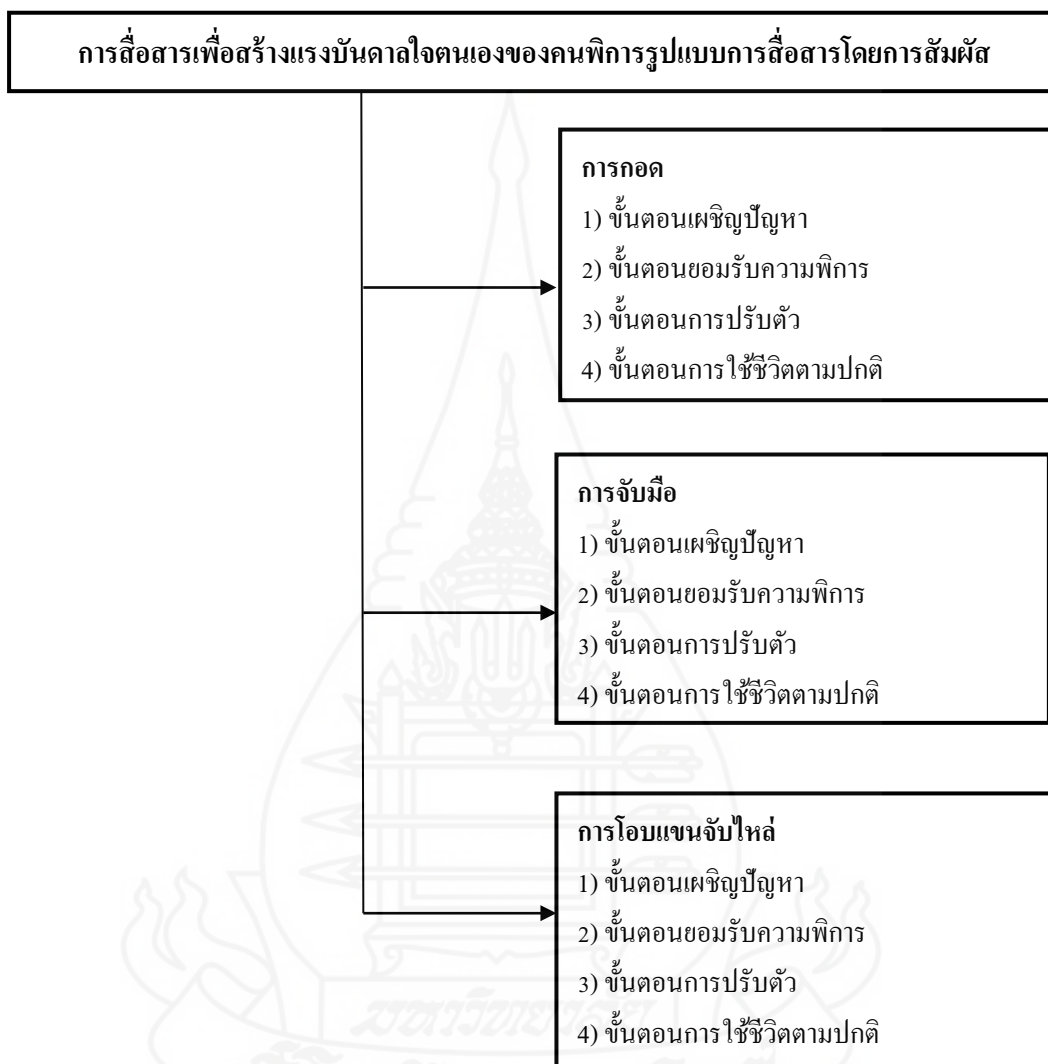 การสื่อสารเพื่อสร้างแรงบันดาลใจตนเองของคนพิการรูปแบบการสื่อสารโดยการสัมผัส
การกอด
1) ขั้นตอนเผชิญปัญหา
2) ขั้นตอนยอมรับความพิการ
3) ขั้นตอนการปรับตัว
4) ขั้นตอนการใช้ชีวิตตามปกติ
การจับมือ
1) ขั้นตอนเผชิญปัญหา
2) ขั้นตอนยอมรับความพิการ
3) ขั้นตอนการปรับตัว
4) ขั้นตอนการใช้ชีวิตตามปกติ
การโอบแขนจับไหล่
1) ขั้นตอนเผชิญปัญหา
2) ขั้นตอนยอมรับความพิการ
3) ขั้นตอนการปรับตัว
4) ขั้นตอนการใช้ชีวิตตามปกติ
มหาวิทยาลัย